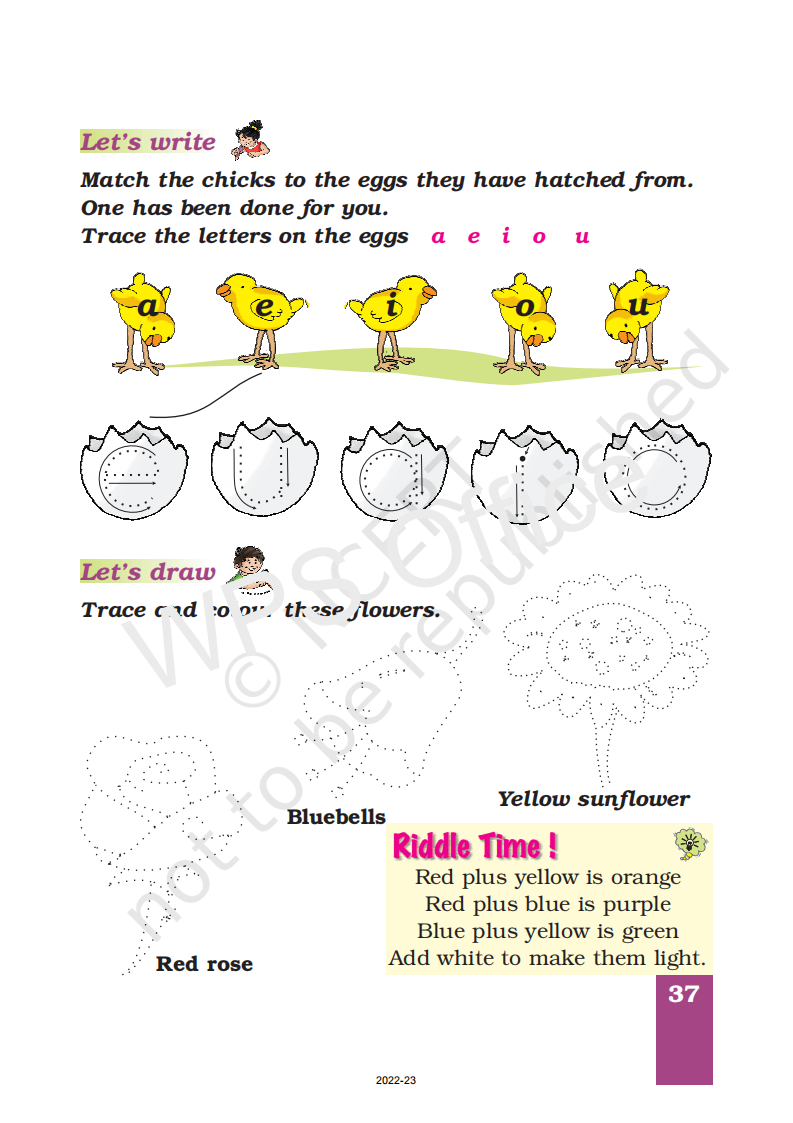 Let's write
Match the chicks to the eggs they have hatched from.
One has been done for you.
Trace the letters on the eggs a e i o u
a e i o u
e u a i o
Let's draw
Trace and colour these flowers.
Yellow sunflower
Bluebells
Red rose
Riddle Time !
Red plus yellow is orange
Red plus blue is purple
Blue plus yellow is green
Add white to make them light.
37
2022-23
© NCERT
not to be republished
WPS Office